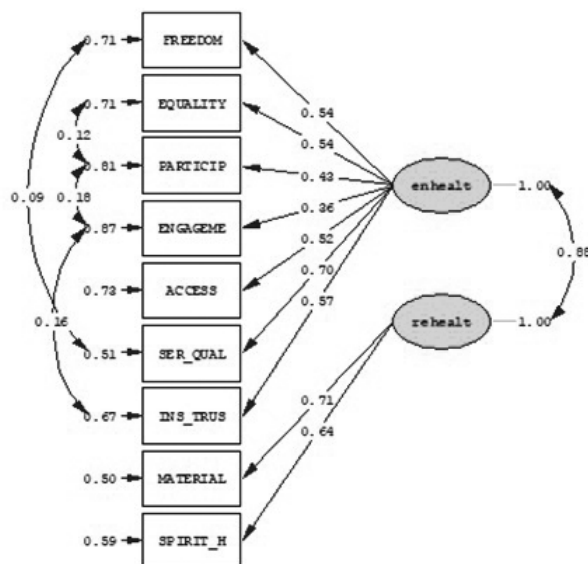 0.71 FREEDOM
0.54
0.71 EQUALITY
0.12
0.54
0.81 PARTICIP
0.43
enhealt 1.00
0.09
0.18
0.36
0.87 ENGAGEME
0.52
0.70
0.88
0.73 ACCESS
0.57
0.16
rehealt 1.00
0.51 SER_QUAL
0.71
0.67 INS_TRUS
0.64
0.50 MATERIAL
0.59 SPIRIT_H